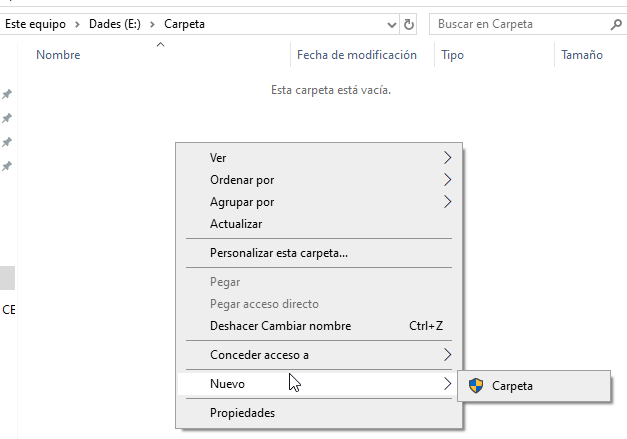 Este equipo > Dades (E:) > Carpeta
Buscar en Carpeta
Nombre
Fecha de modificación
Tipo
Tamaño
Esta carpeta está vacía.
Ver
Ordenar por
Agrupar por
Actualizar
Personalizar esta carpeta...
Pegar
Pegar acceso directo
Deshacer Cambiar nombre Ctrl+Z
Conceder acceso a
CE
Nuevo
Carpeta
Propiedades